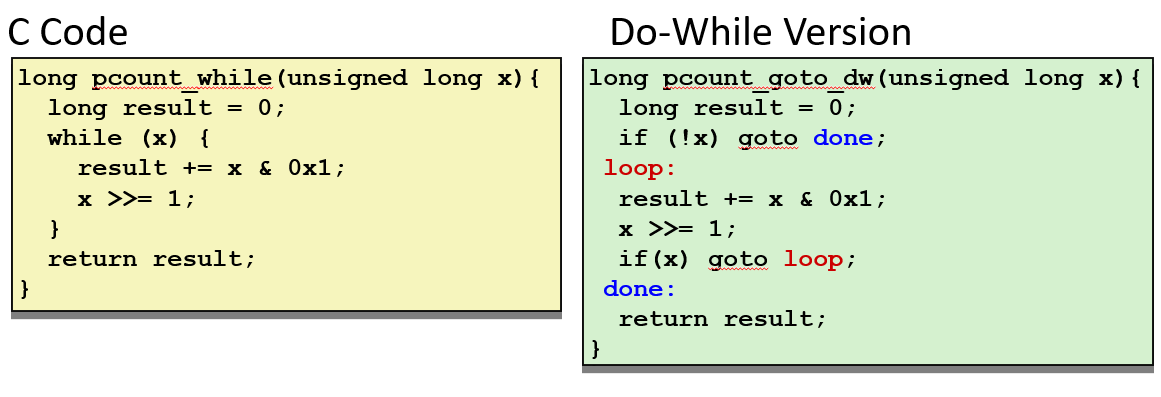 C Code
long pcount_while(unsigned long x){
  long result = 0;
  while (x) {
    result += x & 0x1;
    x >>= 1;
  }
  return result;
}
Do-While Version
long pcount_goto_dw(unsigned long x){
  long result = 0;
  if (!x) goto done;
 loop:
  result += x & 0x1;
  x >>= 1;
  if(x) goto loop;
 done:
  return result;
}